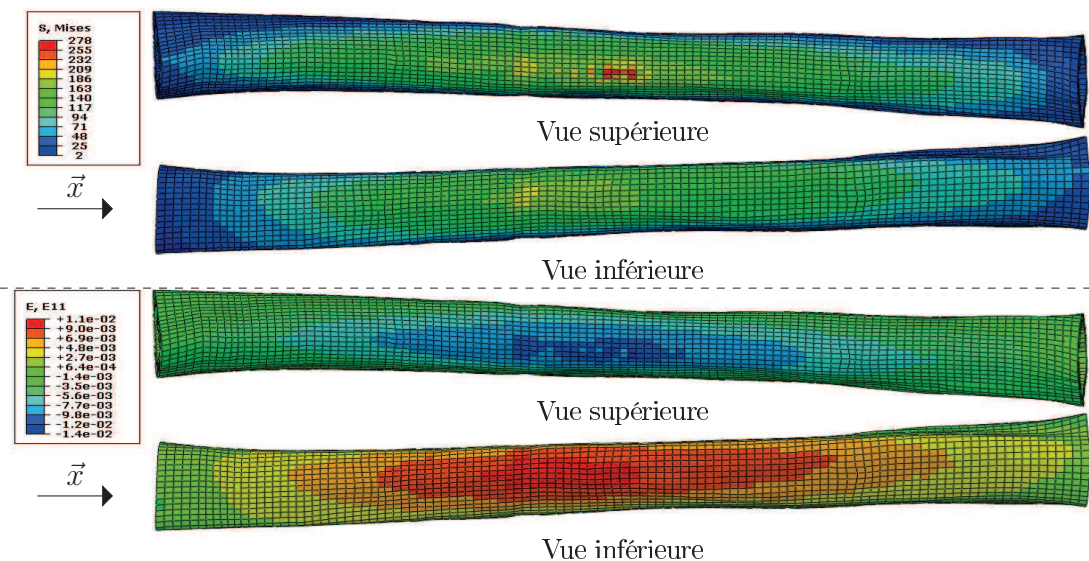 S, Mises
278
255
232
209
186
163
140
117
94
71
48
25
2
Vue supérieure
x
Vue inférieure
E, E11
+1.1e-02
+9.0e-03
+6.9e-03
+4.8e-03
+2.7e-03
+6.4e-04
-1.4e-03
-3.5e-03
-5.6e-03
-7.7e-03
-9.8e-03
-1.2e-02
-1.4e-02
Vue supérieure
x
Vue inférieure